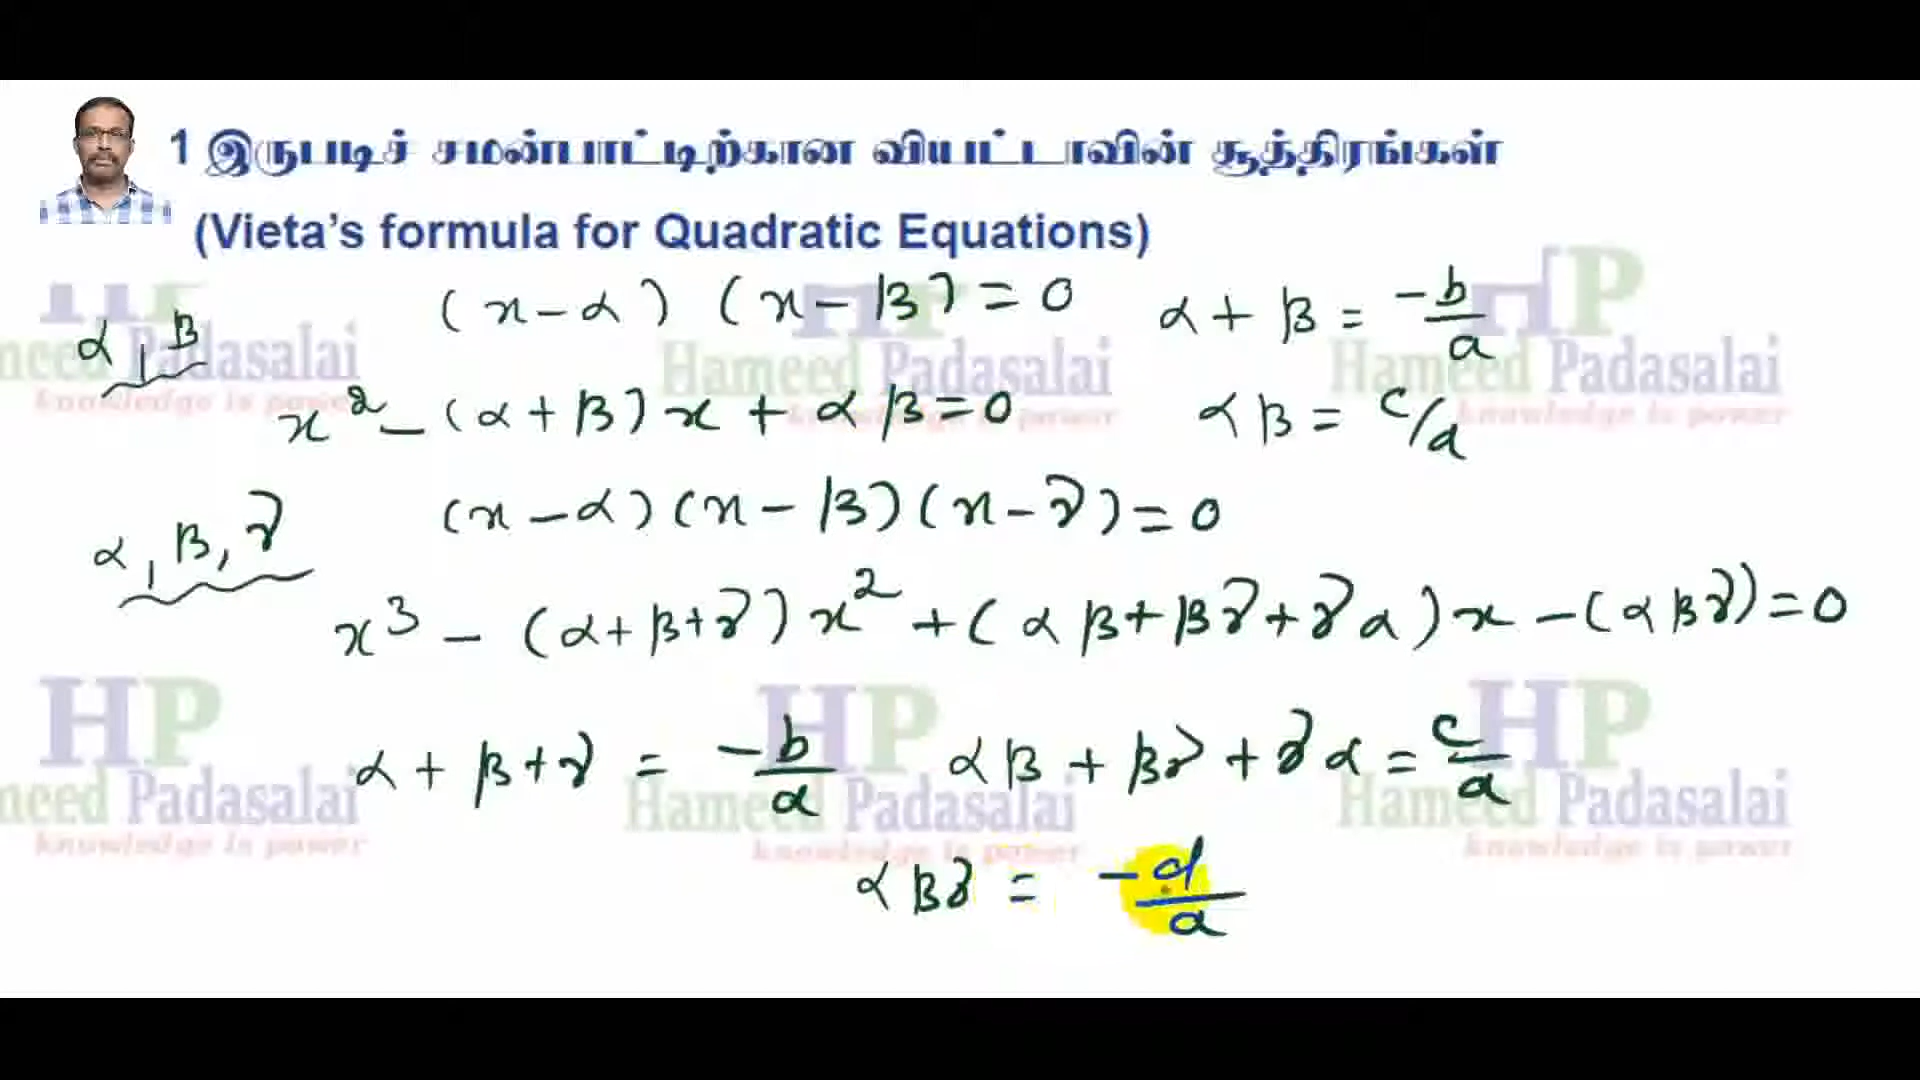 1 இருபடிச் சமன்பாட்டிற்கான வியட்டாவின் சூத்திரங்கள்
(Vieta's formula for Quadratic Equations)
α, β
(x-α) (x-β) = 0
α + β = -b/a
x² - (α+β) x + αβ = 0
αβ = c/a
α, β, γ
(x-α)(x-β)(x-γ) = 0
x³ - (α+β+γ)x² + (αβ+βγ+γα)x - (αβγ) = 0
α + β + γ = -b/a
αβ + βγ + γα = c/a
αβγ = -d/a
HP
Hameed Padasalai
knowledge is power